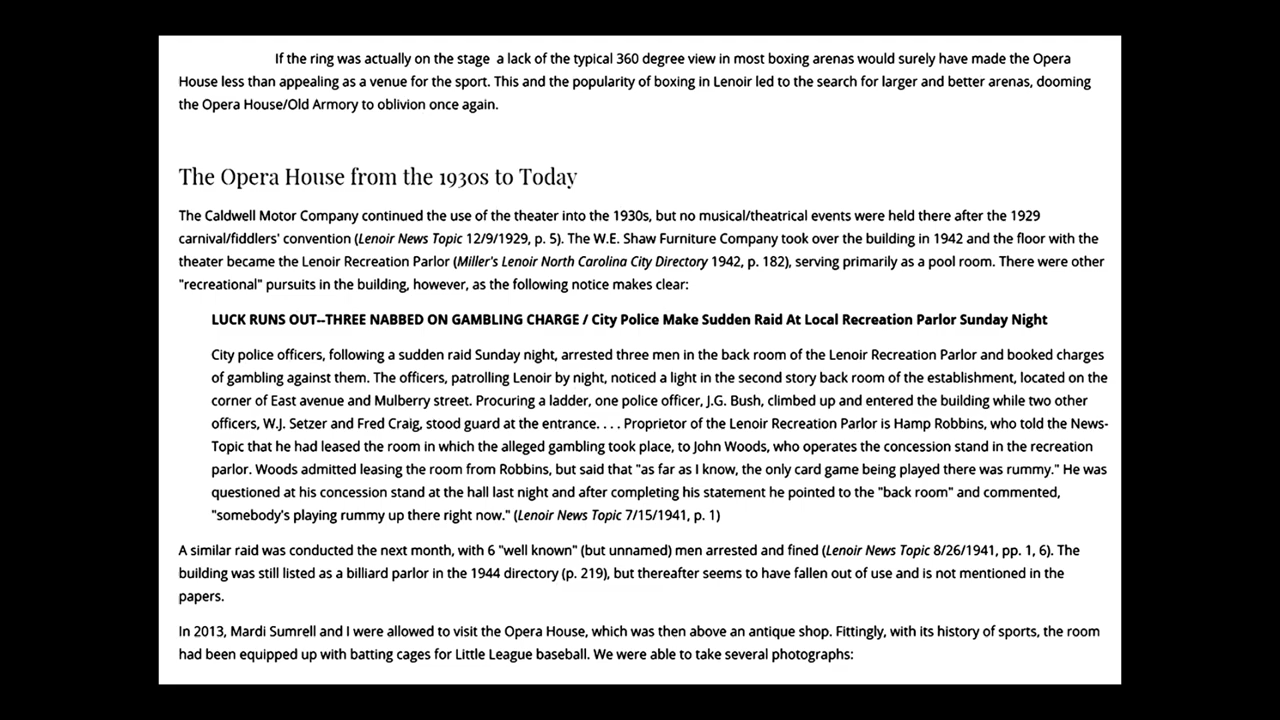 If the ring was actually on the stage  a lack of the typical 360 degree view in most boxing arenas would surely have made the Opera
House less than appealing as a venue for the sport. This and the popularity of boxing in Lenoir led to the search for larger and better arenas, dooming
the Opera House/Old Armory to oblivion once again.
The Opera House from the 1930s to Today
The Caldwell Motor Company continued the use of the theater into the 1930s, but no musical/theatrical events were held there after the 1929
carnival/fiddlers' convention (Lenoir News Topic 12/9/1929, p. 5). The W.E. Shaw Furniture Company took over the building in 1942 and the floor with the
theater became the Lenoir Recreation Parlor (Miller's Lenoir North Carolina City Directory 1942, p. 182), serving primarily as a pool room. There were other
"recreational" pursuits in the building, however, as the following notice makes clear:
LUCK RUNS OUT--THREE NABBED ON GAMBLING CHARGE / City Police Make Sudden Raid At Local Recreation Parlor Sunday Night
City police officers, following a sudden raid Sunday night, arrested three men in the back room of the Lenoir Recreation Parlor and booked charges
of gambling against them. The officers, patrolling Lenoir by night, noticed a light in the second story back room of the establishment, located on the
corner of East avenue and Mulberry street. Procuring a ladder, one police officer, J.G. Bush, climbed up and entered the building while two other
officers, W.J. Setzer and Fred Craig, stood guard at the entrance. . . . Proprietor of the Lenoir Recreation Parlor is Hamp Robbins, who told the News-
Topic that he had leased the room in which the alleged gambling took place, to John Woods, who operates the concession stand in the recreation
parlor. Woods admitted leasing the room from Robbins, but said that "as far as I know, the only card game being played there was rummy." He was
questioned at his concession stand at the hall last night and after completing his statement he pointed to the "back room" and commented,
"somebody's playing rummy up there right now." (Lenoir News Topic 7/15/1941, p. 1)
A similar raid was conducted the next month, with 6 "well known" (but unnamed) men arrested and fined (Lenoir News Topic 8/26/1941, pp. 1, 6). The
building was still listed as a billiard parlor in the 1944 directory (p. 219), but thereafter seems to have fallen out of use and is not mentioned in the
papers.
In 2013, Mardi Sumrell and I were allowed to visit the Opera House, which was then above an antique shop. Fittingly, with its history of sports, the room
had been equipped up with batting cages for Little League baseball. We were able to take several photographs: